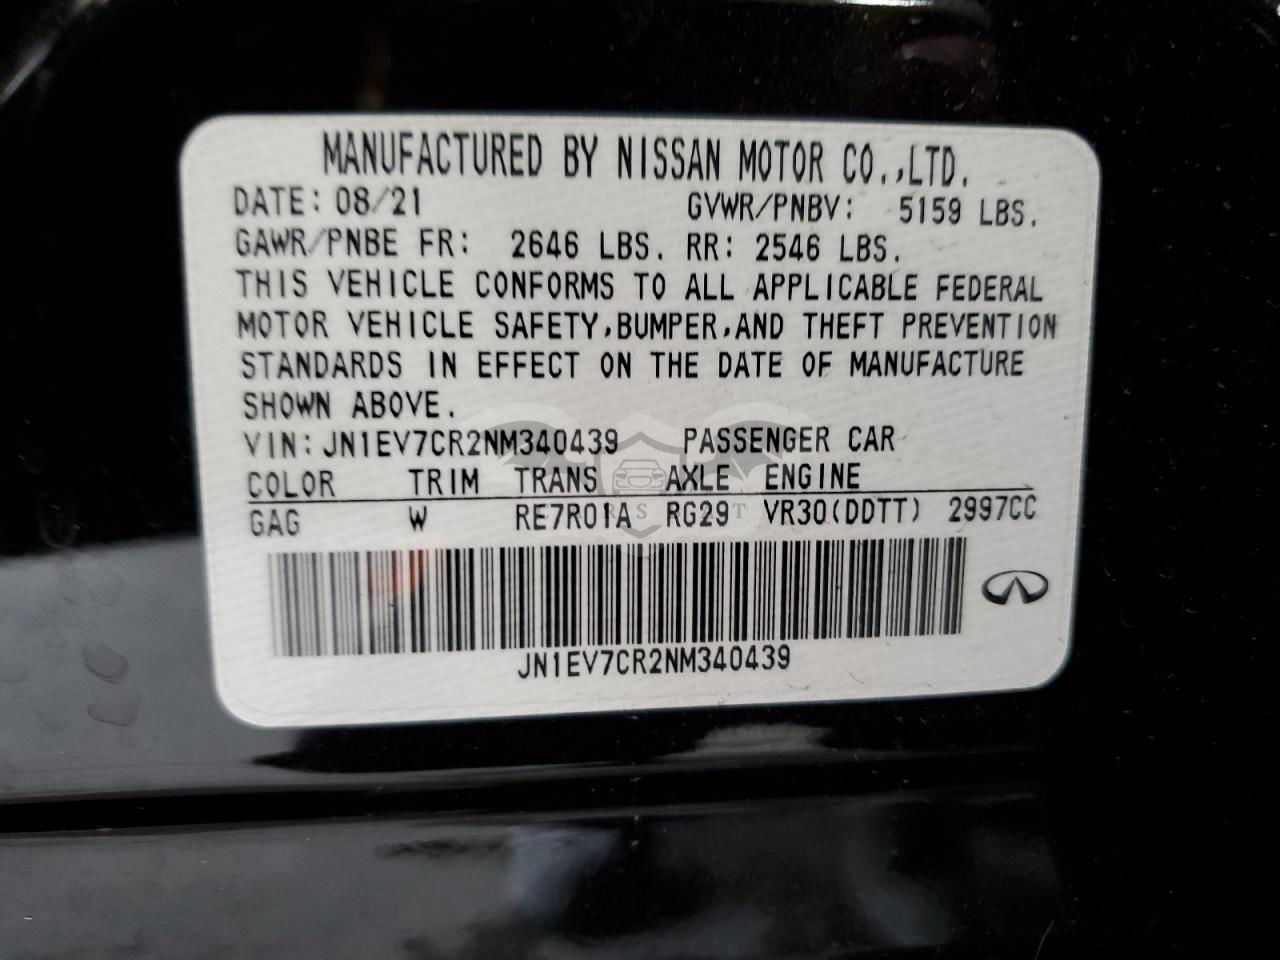 MANUFACTURED BY NISSAN MOTOR CO.,LTD.
DATE: 08/21 GVWR/PNBV: 5159 LBS.
GAWR/PNBE FR: 2646 LBS. RR: 2546 LBS.
THIS VEHICLE CONFORMS TO ALL APPLICABLE FEDERAL
MOTOR VEHICLE SAFETY,BUMPER,AND THEFT PREVENTION
STANDARDS IN EFFECT ON THE DATE OF MANUFACTURE
SHOWN ABOVE.
VIN:JN1EV7CR2NM340439 PASSENGER CAR
COLOR TRIM TRANS AXLE ENGINE
GAG W RE7R01A RG29 VR30(DDTT) 2997CC
JN1EV7CR2NM340439